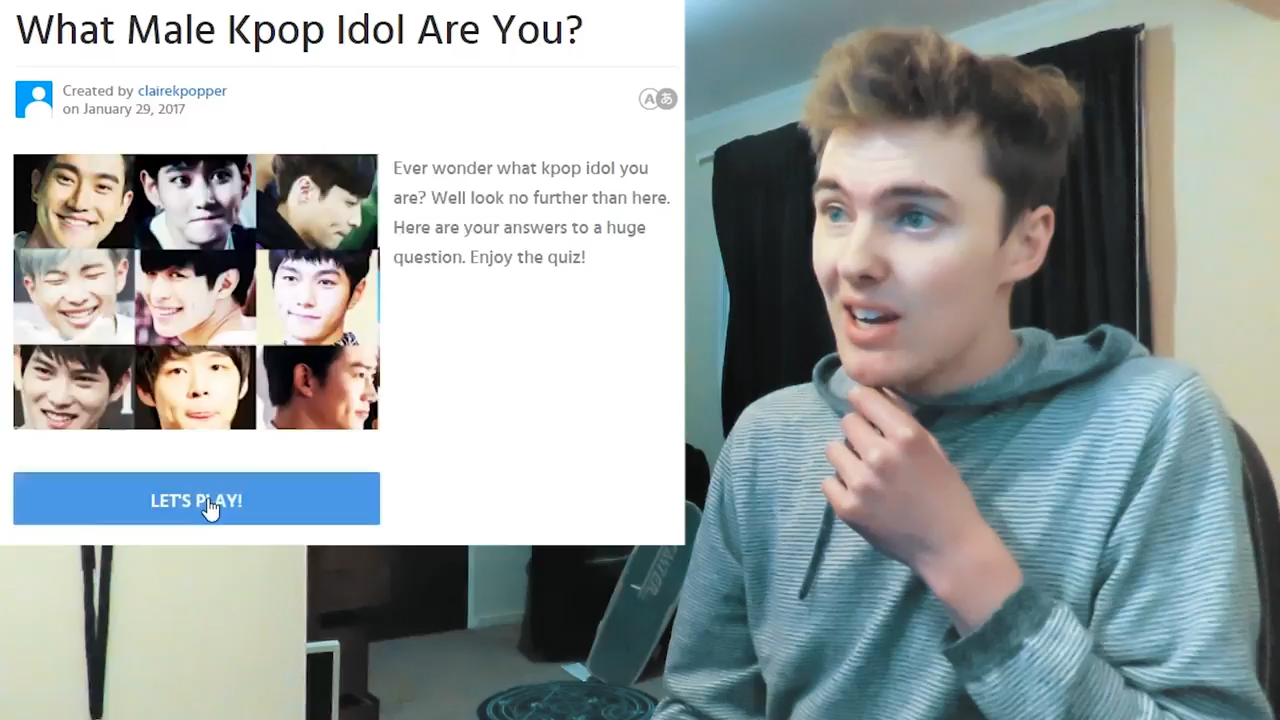 What Male Kpop Idol Are You?
Created by clairekpopper
on January 29, 2017
A あ
Ever wonder what kpop idol you
are? Well look no further than here.
Here are your answers to a huge
question. Enjoy the quiz!
LET'S PLAY!